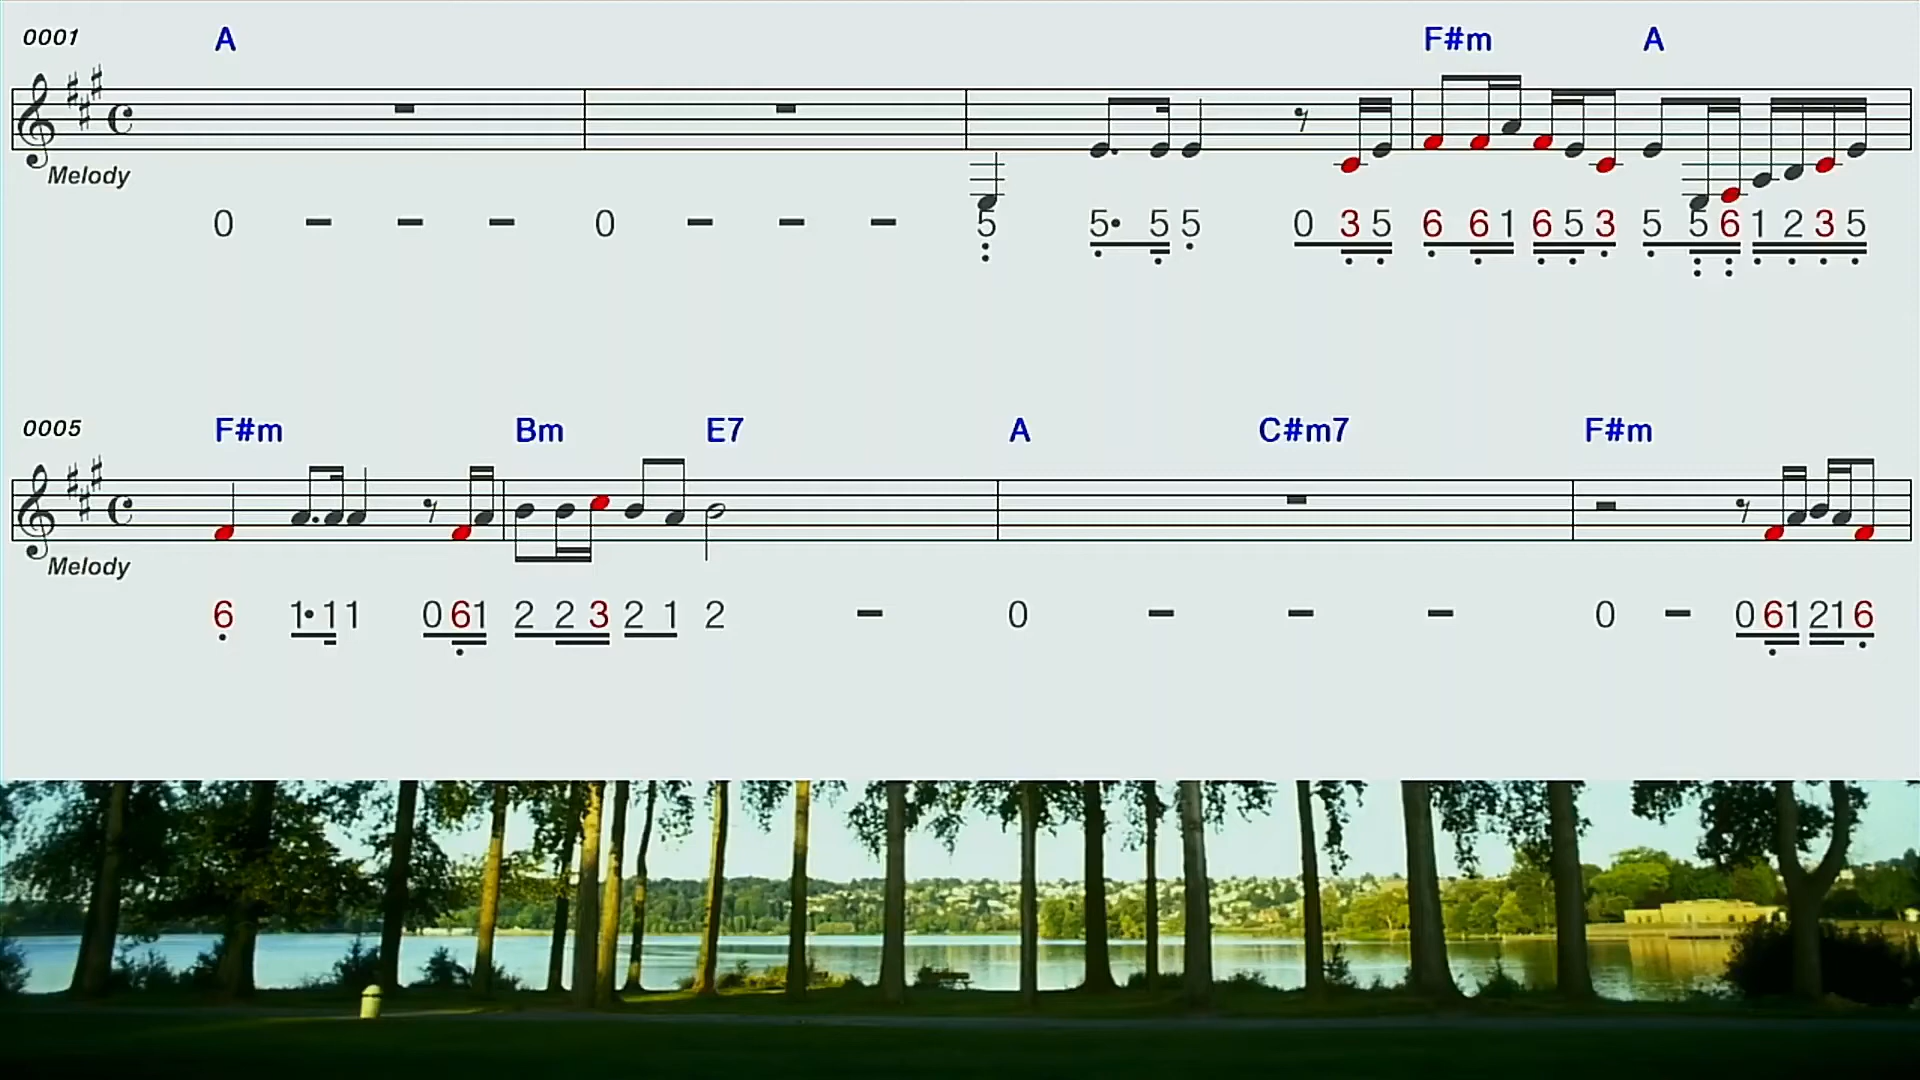 0001 A F#m A
Melody
0 - - - 0 - - - 5 5· 5 5 0 3 5 6 6 1 6 5 3 5 5 6 1 2 3 5
0005 F#m Bm E7 A C#m7 F#m
Melody
6 1· 1 1 0 6 1 2 2 3 2 1 2 - 0 - - - 0 - 0 6 1 2 1 6